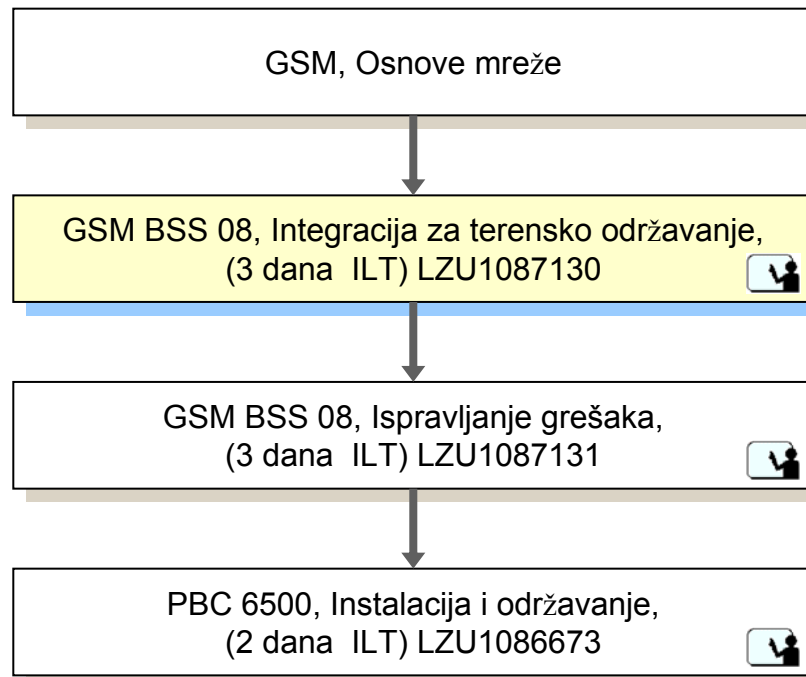 GSM, Osnove mreže
GSM BSS 08, Integracija za terensko održavanje,
(3 dana  ILT) LZU1087130
GSM BSS 08, Ispravljanje grešaka,
(3 dana  ILT) LZU1087131
PBC 6500, Instalacija i održavanje,
(2 dana  ILT) LZU1086673